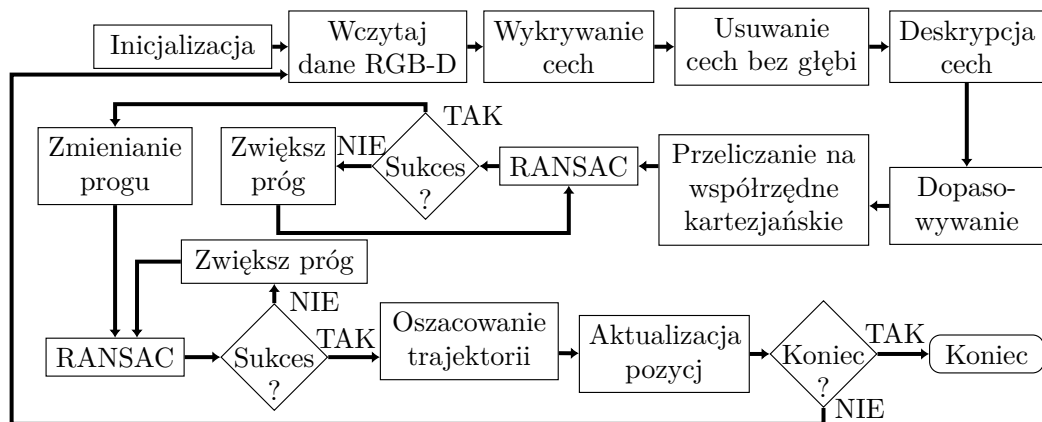 Inicjalizacja
Wczytaj
dane RGB-D
Wykrywanie
cech
Usuwanie
cech bez głębi
Deskrypcja
cech
Dopaso-
wywanie
Przeliczanie na
współrzędne
kartezjańskie
RANSAC
Sukces
?
TAK
NIE
Zwiększ
próg
Zmienianie
progu
RANSAC
Sukces
?
NIE
Zwiększ próg
TAK
Oszacowanie
trajektorii
Aktualizacja
pozycj
Koniec
?
TAK
Koniec
NIE